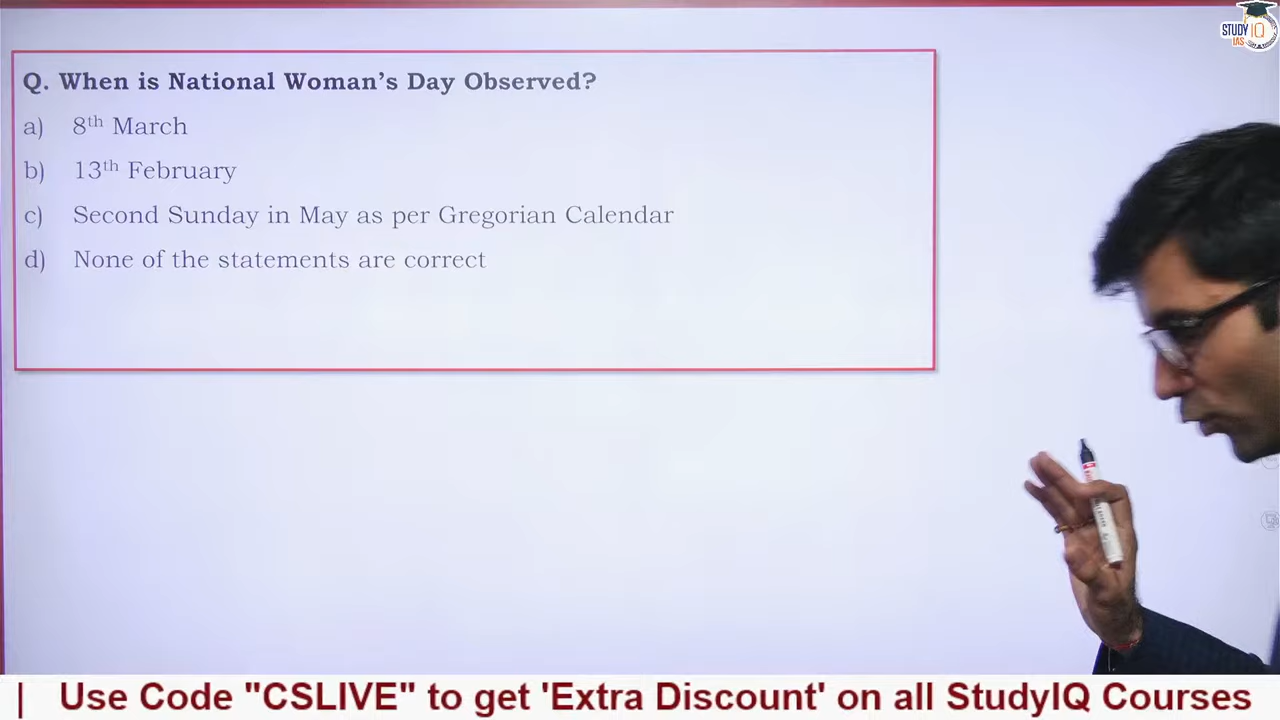 STUDY IQ
IAS
Q. When is National Woman's Day Observed?
a) 8th March
b) 13th February
c) Second Sunday in May as per Gregorian Calendar
d) None of the statements are correct
| Use Code "CSLIVE" to get 'Extra Discount' on all StudyIQ Courses